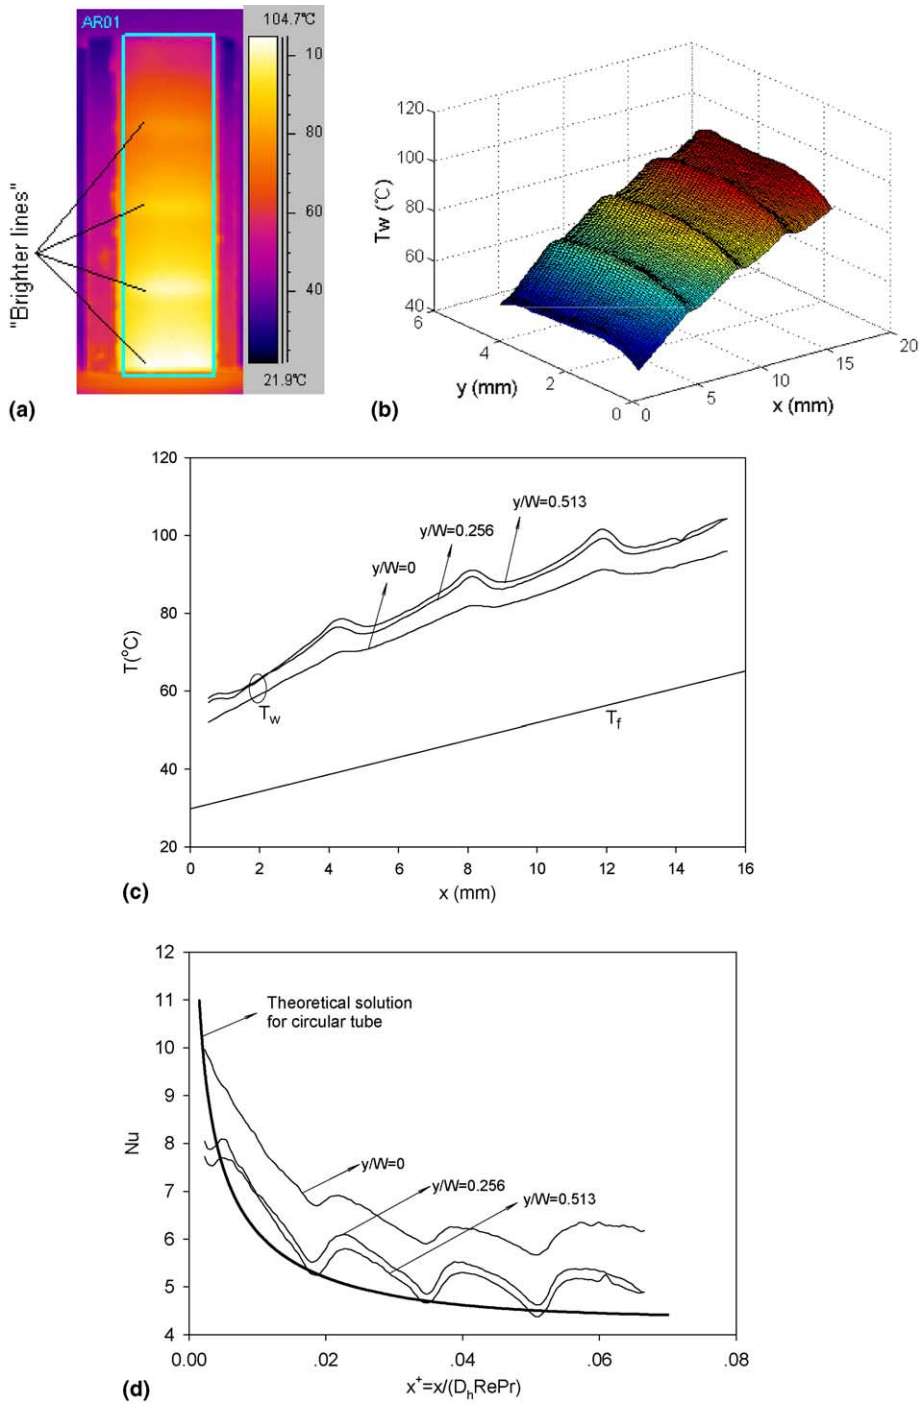 AR01
104.7℃
10
80
60
40
21.9℃
"Brighter lines"
(a)
120
100
80
60
40
Tw (℃)
6
4
2
0
y (mm)
0
5
10
15
20
x (mm)
(b)
120
100
80
60
40
20
T(°C)
y/W=0.513
y/W=0.256
y/W=0
T_w
T_f
0
2
4
6
8
10
12
14
16
x (mm)
(c)
12
11
10
9
8
7
6
5
4
Nu
Theoretical solution
for circular tube
y/W=0
y/W=0.256
y/W=0.513
0.00
.02
.04
.06
.08
x⁺=x/(DₕRePr)
(d)